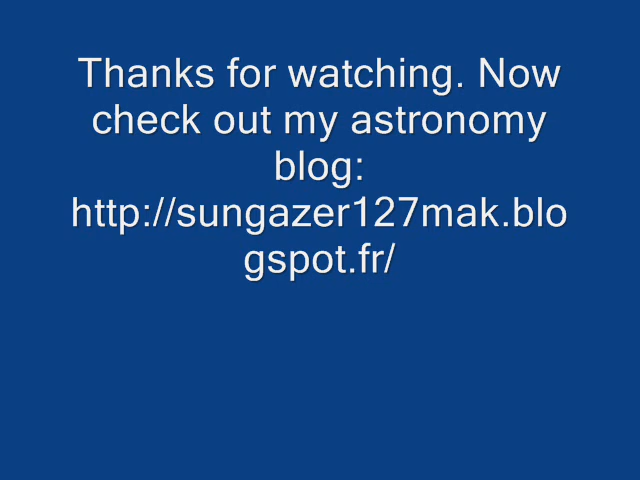 Thanks for watching. Now
check out my astronomy
blog:
http://sungazer127mak.blo
gspot.fr/